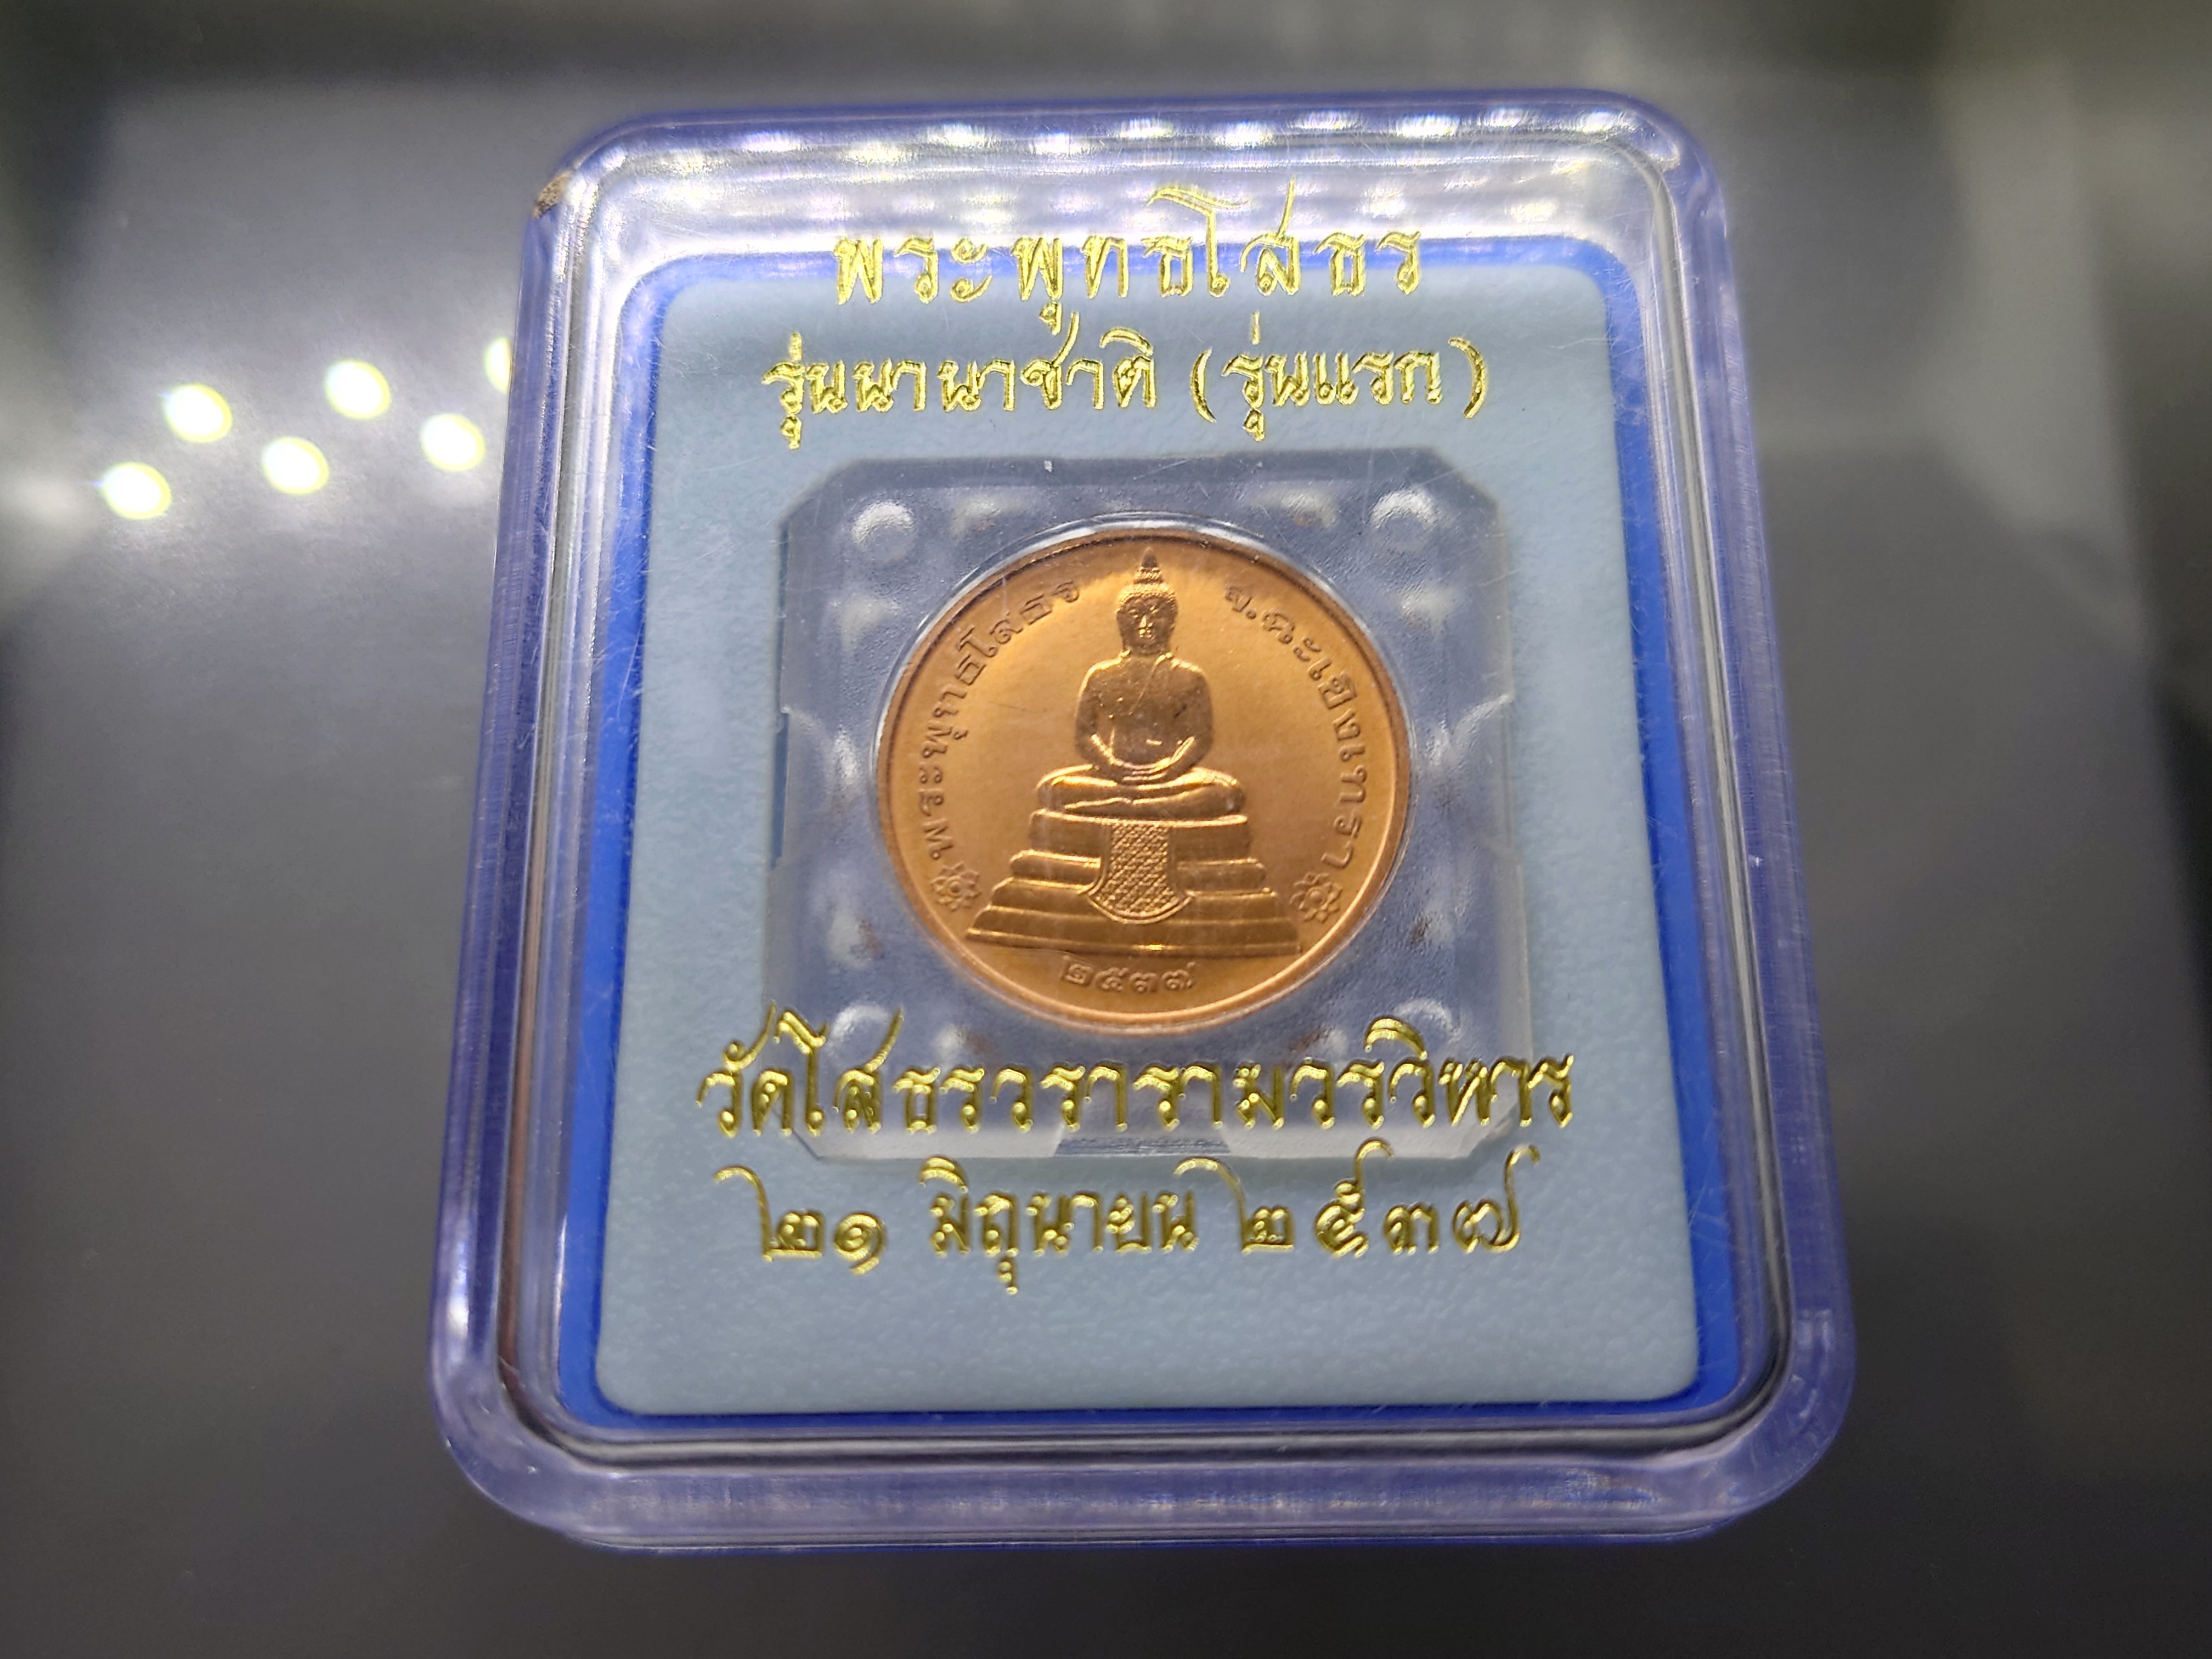 พระพุทธโสธร
รุ่นนานาชาติ (รุ่นแรก)
พระพุทธโสธร
จ.ฉะเชิงเทรา
๒๕๓๗
วัดโสธรวรารามวรวิหาร
๒๑ มิถุนายน ๒๕๓๗